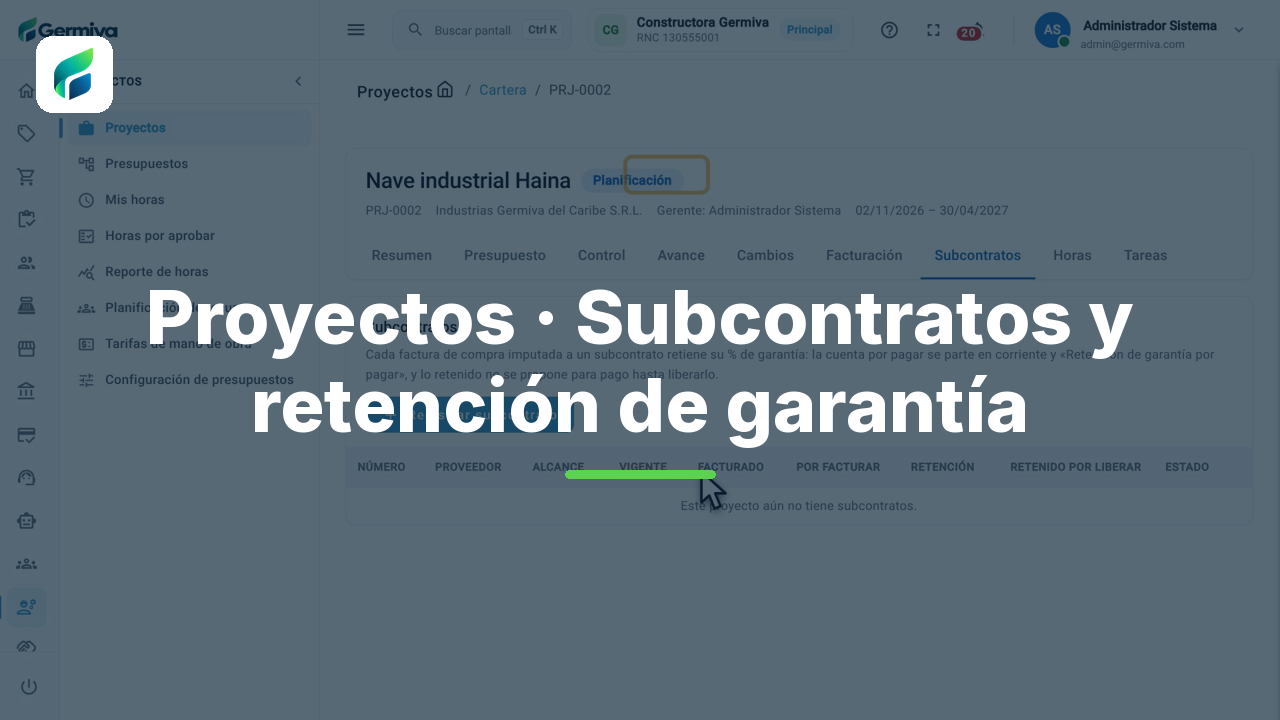 Germiva
Buscar pantall
Ctrl K
CG
Constructora Germiva
RNC 130555001
Principal
20
AS
Administrador Sistema
admin@germiva.com
CTOS
Proyectos / Cartera / PRJ-0002
Proyectos
Presupuestos
Mis horas
Horas por aprobar
Reporte de horas
Tarifas de mano de obra
Configuración de presupuestos
Nave industrial Haina
Planificación
PRJ-0002 Industrias Germiva del Caribe S.R.L. Gerente: Administrador Sistema 02/11/2026 – 30/04/2027
Resumen Presupuesto Control Avance Cambios Facturación Subcontratos Horas Tareas
Proyectos · Subcontratos y
retención de garantía
Cada factura de compra imputada a un subcontrato retiene su % de garantía: la cuenta por pagar se parte en corriente y «Retención de garantía por
pagar», y lo retenido no se propone para pago hasta liberarlo.
NÚMERO PROVEEDOR ALCANCE VIGENTE FACTURADO POR FACTURAR RETENCIÓN RETENIDO POR LIBERAR ESTADO
Este proyecto aún no tiene subcontratos.